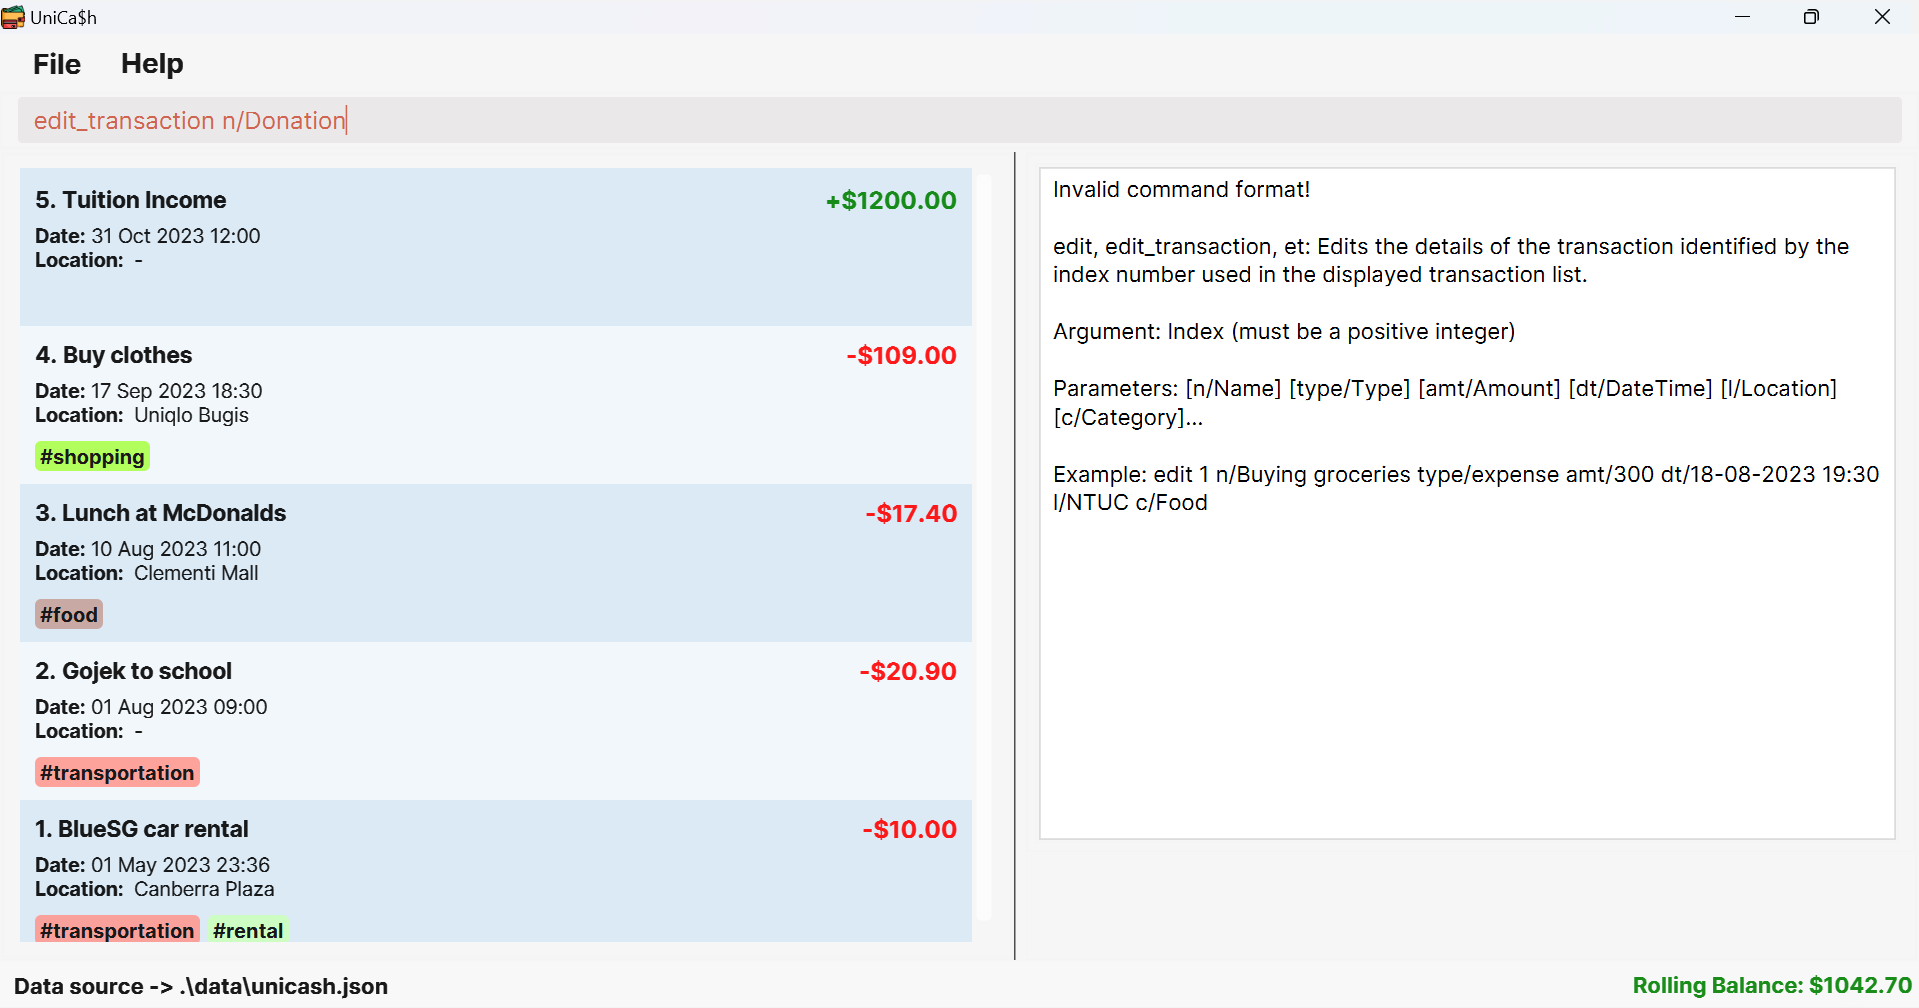 UniCa$h
File Help
edit_transaction n/Donation
5. Tuition Income +$1200.00
Date: 31 Oct 2023 12:00
Location: -
4. Buy clothes -$109.00
Date: 17 Sep 2023 18:30
Location: Uniqlo Bugis
#shopping
3. Lunch at McDonalds -$17.40
Date: 10 Aug 2023 11:00
Location: Clementi Mall
#food
2. Gojek to school -$20.90
Date: 01 Aug 2023 09:00
Location: -
#transportation
1. BlueSG car rental -$10.00
Date: 01 May 2023 23:36
Location: Canberra Plaza
#transportation #rental
Invalid command format!
edit, edit_transaction, et: Edits the details of the transaction identified by the
index number used in the displayed transaction list.
Argument: Index (must be a positive integer)
Parameters: [n/Name] [type/Type] [amt/Amount] [dt/DateTime] [l/Location]
[c/Category]...
Example: edit 1 n/Buying groceries type/expense amt/300 dt/18-08-2023 19:30
l/NTUC c/Food
Data source -> .\data\unicash.json
Rolling Balance: $1042.70